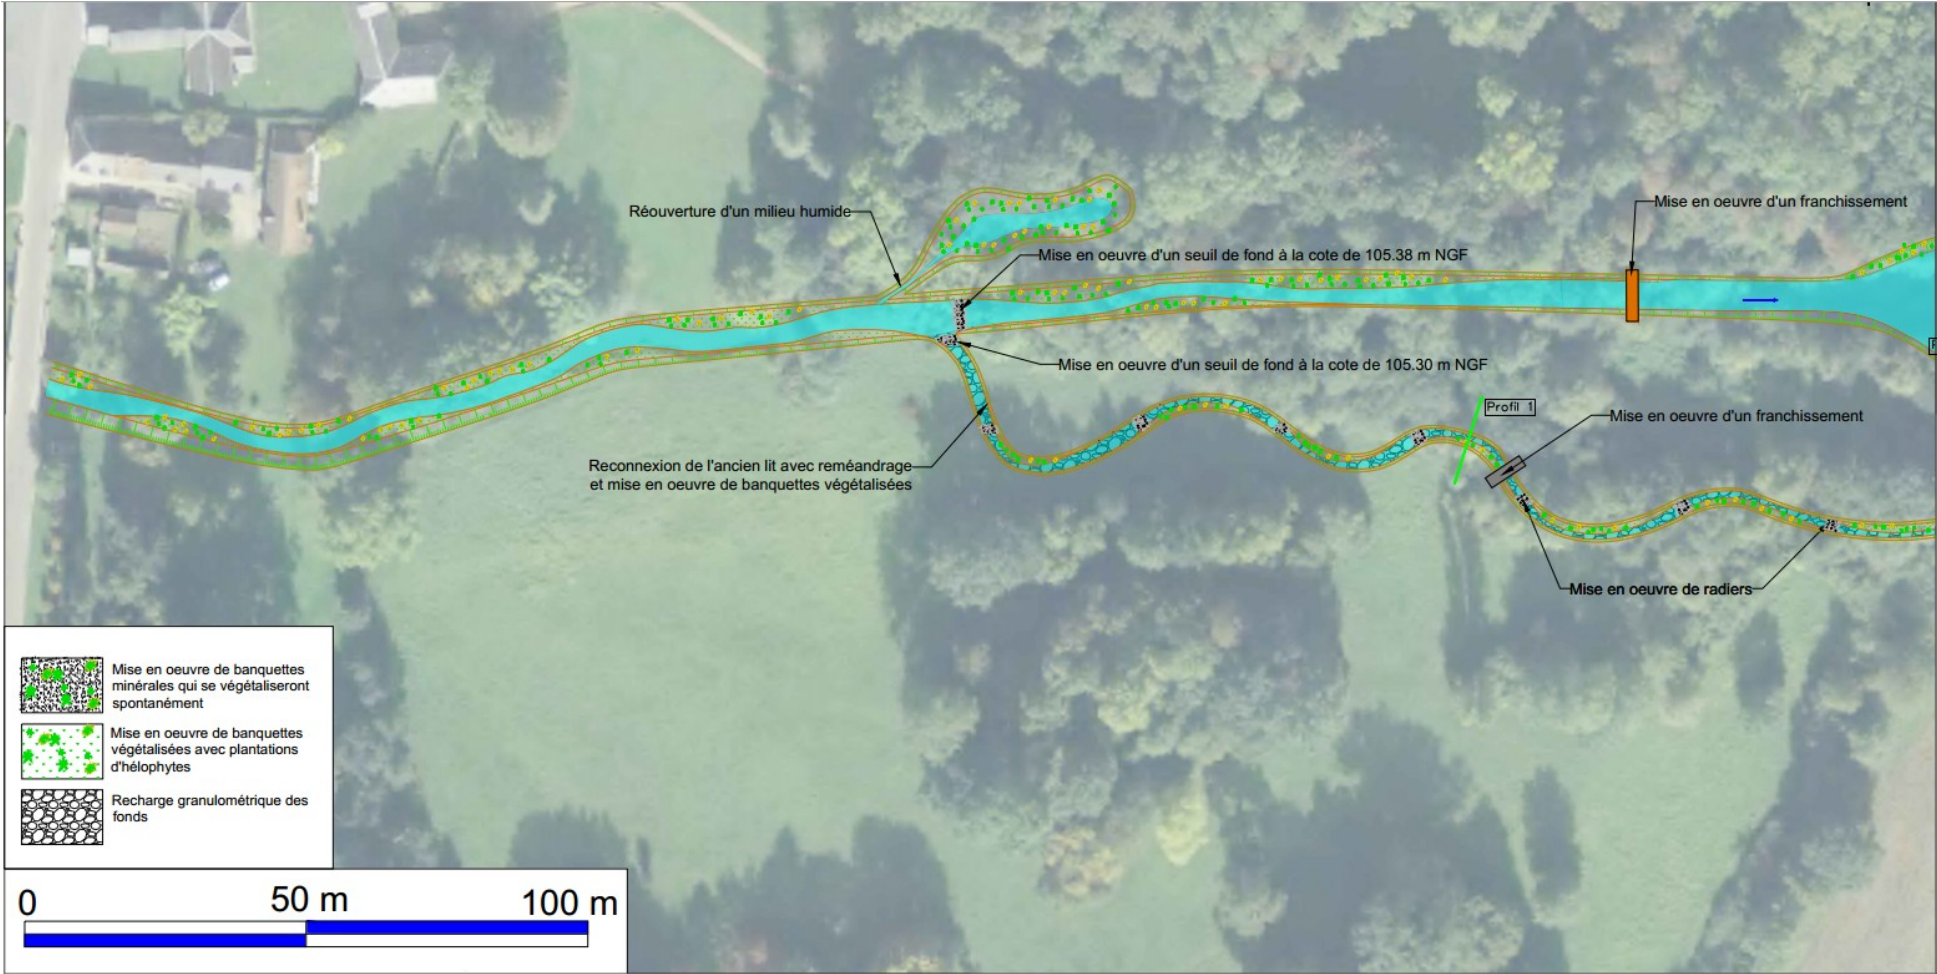 Mise en oeuvre d'un franchissement
Réouverture d'un milieu humide
Mise en oeuvre d'un seuil de fond à la cote de 105.38 m NGF
Mise en oeuvre d'un seuil de fond à la cote de 105.30 m NGF
Profil 1
Mise en oeuvre d'un franchissement
Reconnexion de l'ancien lit avec reméandrage
et mise en oeuvre de banquettes végétalisées
Mise en oeuvre de radiers
Mise en oeuvre de banquettes
minérales qui se végétaliseront
spontanément
Mise en oeuvre de banquettes
végétalisées avec plantations
d'hélophytes
Recharge granulométrique des
fonds
0 50 m 100 m